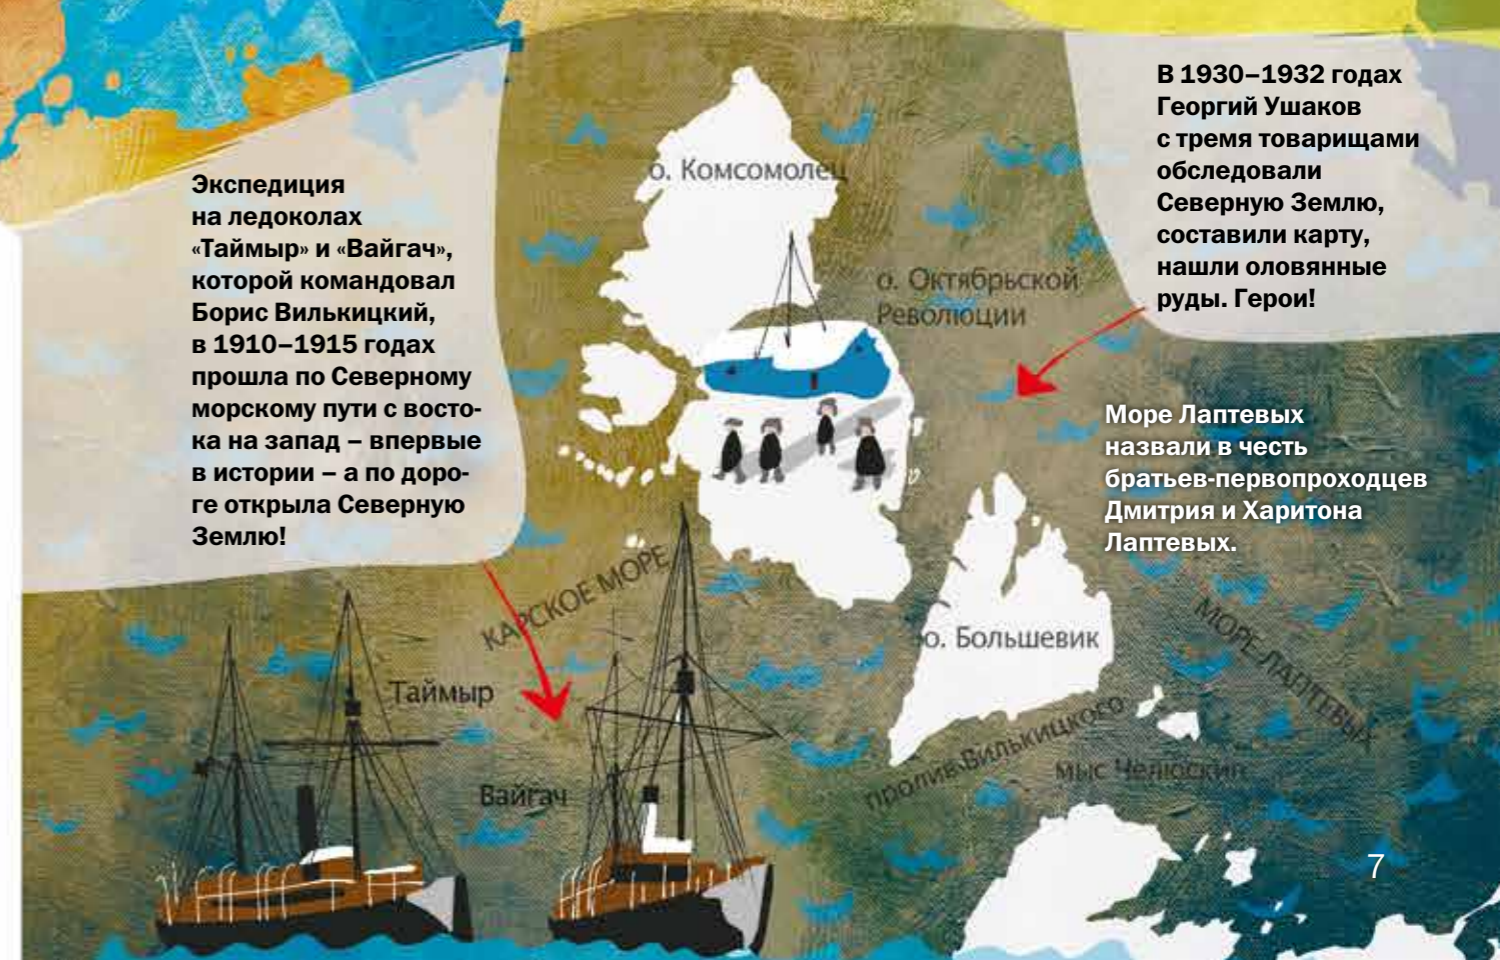 Экспедиция
на ледоколах
«Таймыр» и «Вайгач»,
которой командовал
Борис Вилькицкий,
в 1910–1915 годах
прошла по Северному
морскому пути с восто-
ка на запад – впервые
в истории – а по доро-
ге открыла Северную
Землю!
В 1930–1932 годах
Георгий Ушаков
с тремя товарищами
обследовали
Северную Землю,
составили карту,
нашли оловянные
руды. Герои!
о. Комсомолец
о. Октябрьской
Революции
Море Лаптевых
назвали в честь
братьев-первопроходцев
Дмитрия и Харитона
Лаптевых.
КАРСКОЕ МОРЕ
о. Большевик
МОРЕ ЛАПТЕВЫХ
Таймыр
Вайгач
пролив Вилькицкого
мыс Челюскин
7